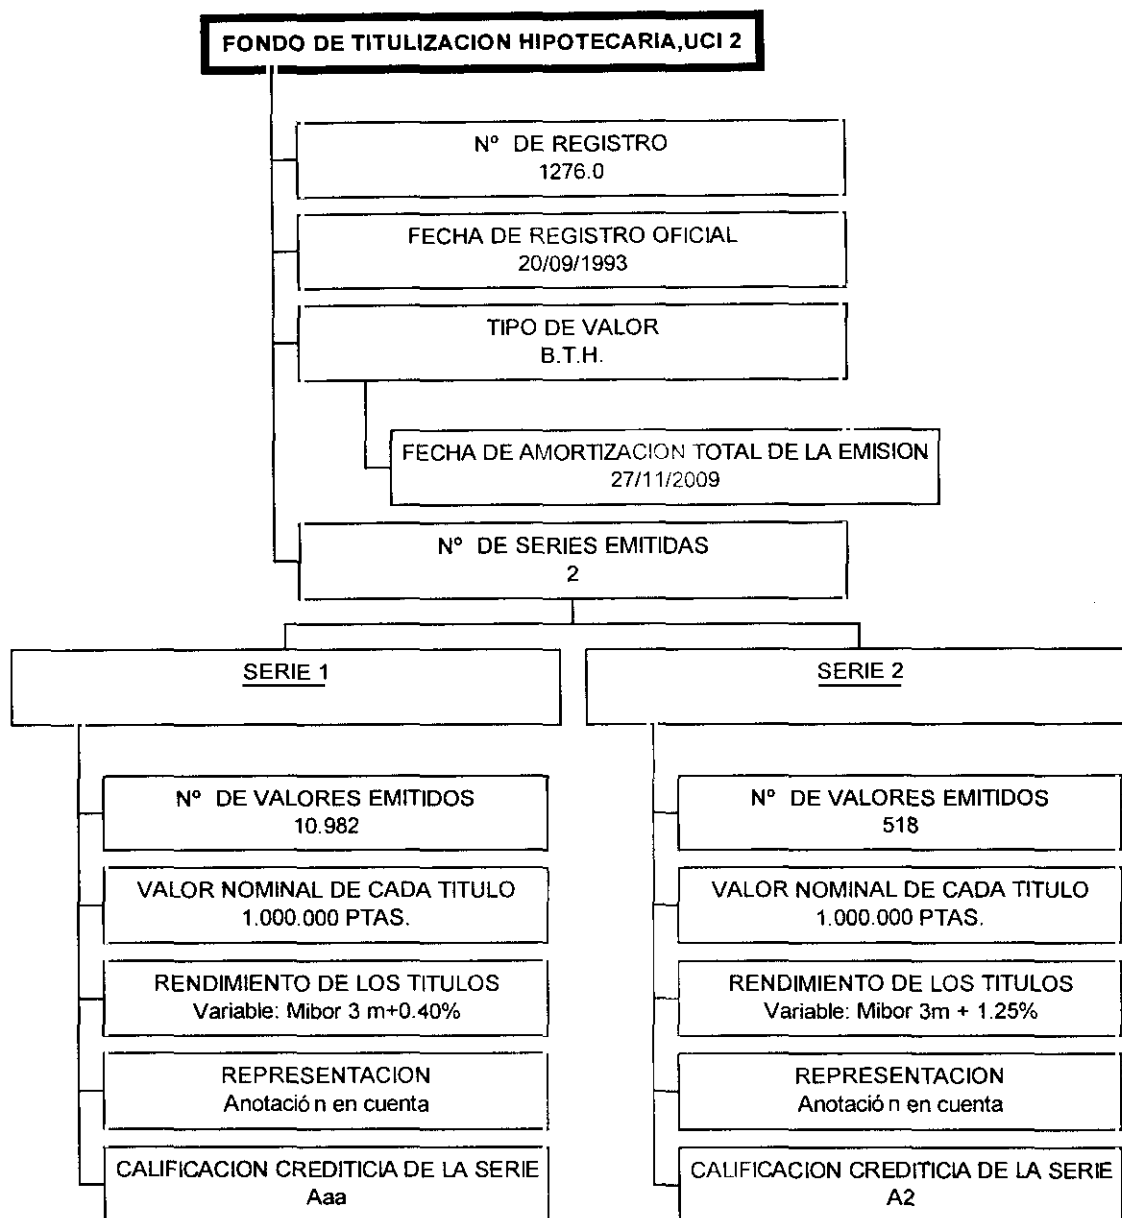 FONDO DE TITULIZACION HIPOTECARIA,UCI 2
Nº DE REGISTRO
1276.0
FECHA DE REGISTRO OFICIAL
20/09/1993
TIPO DE VALOR
B.T.H.
FECHA DE AMORTIZACION TOTAL DE LA EMISION
27/11/2009
Nº DE SERIES EMITIDAS
2
SERIE 1
Nº DE VALORES EMITIDOS
10.982
VALOR NOMINAL DE CADA TITULO
1.000.000 PTAS.
RENDIMIENTO DE LOS TITULOS
Variable: Mibor 3 m+0.40%
REPRESENTACION
Anotación en cuenta
CALIFICACION CREDITICIA DE LA SERIE
Aaa
SERIE 2
Nº DE VALORES EMITIDOS
518
VALOR NOMINAL DE CADA TITULO
1.000.000 PTAS.
RENDIMIENTO DE LOS TITULOS
Variable: Mibor 3m + 1.25%
REPRESENTACION
Anotación en cuenta
CALIFICACION CREDITICIA DE LA SERIE
A2